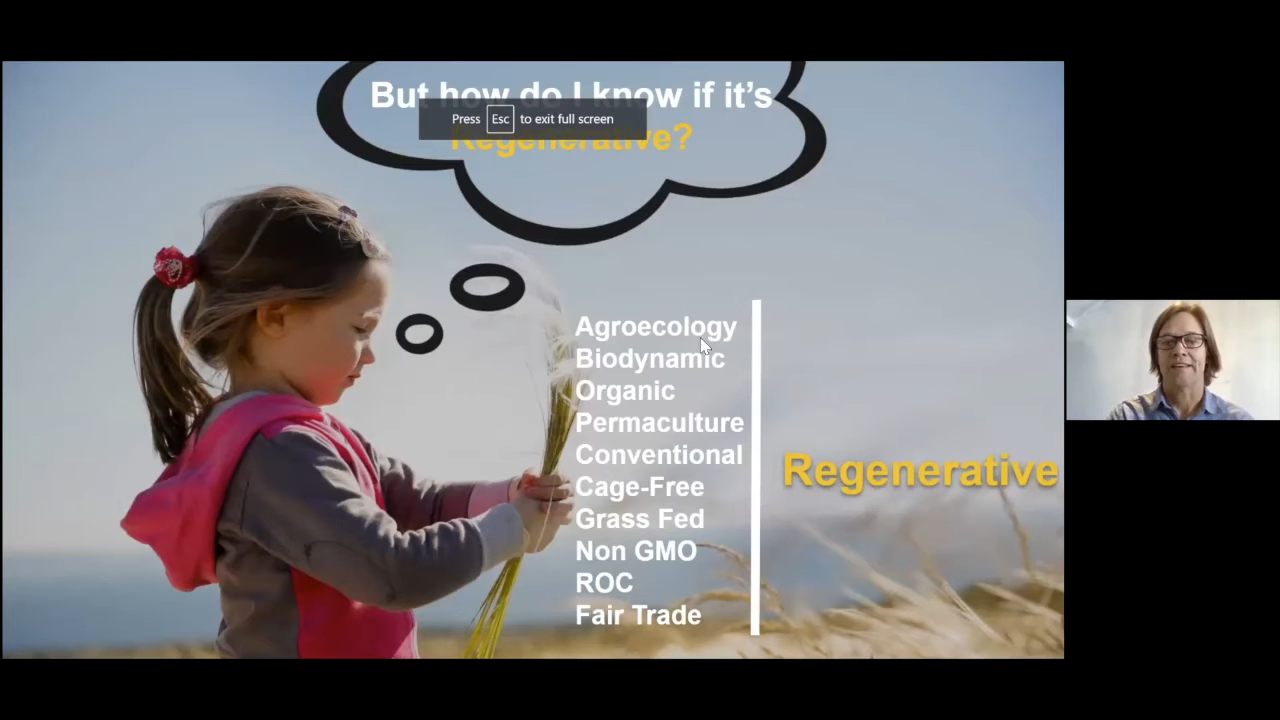 But how do I know if it's
Press Esc to exit full screen
Regenerative?
Agroecology
Biodynamic
Organic
Permaculture
Conventional
Cage-Free
Grass Fed
Non GMO
ROC
Fair Trade
Regenerative